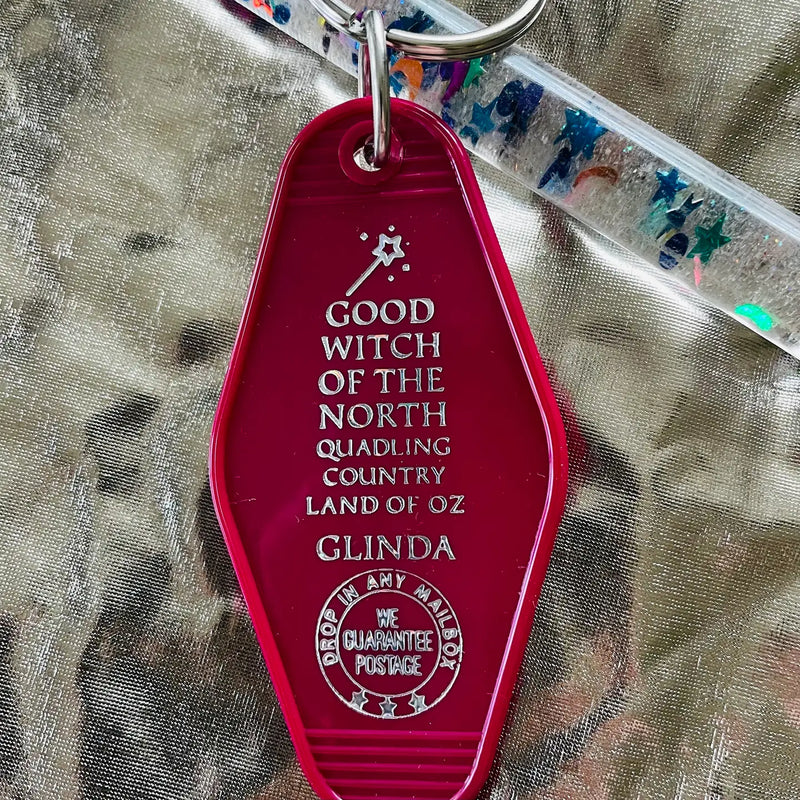 GOOD
WITCH
OF THE
NORTH
QUADLING
COUNTRY
LAND OF OZ
GLINDA
DROP IN ANY MAILBOX
WE
GUARANTEE
POSTAGE